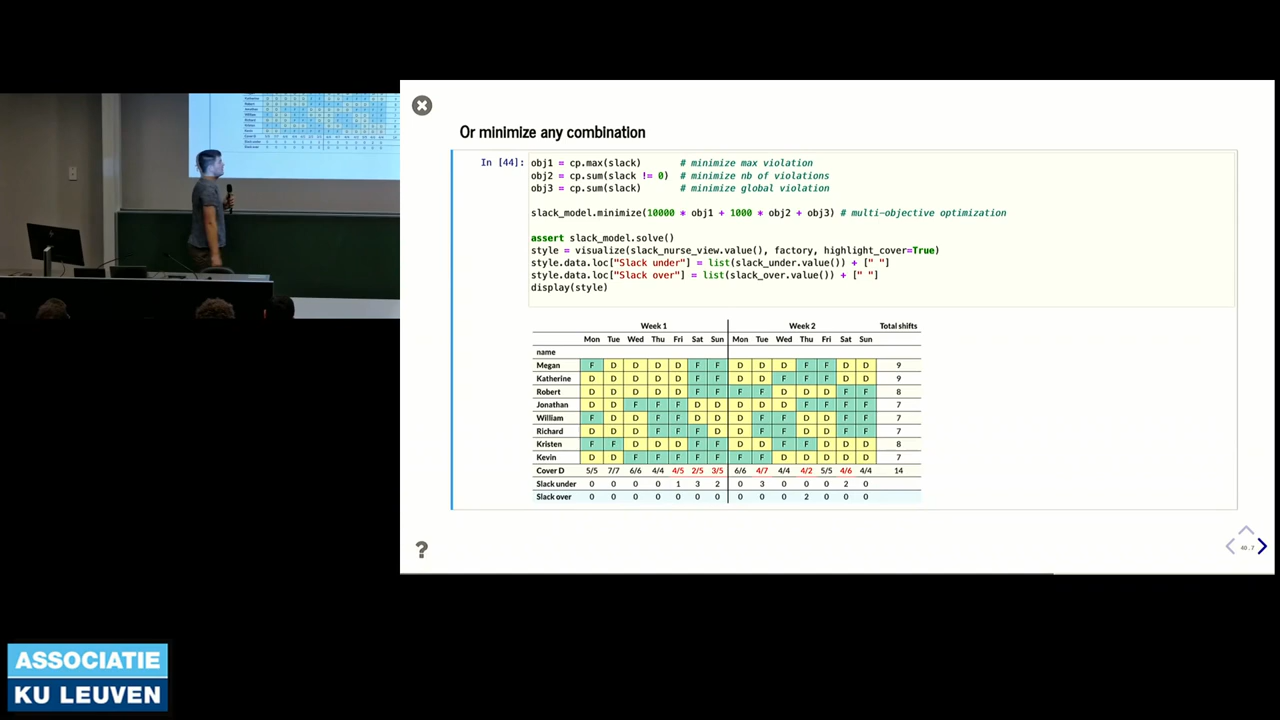 Or minimize any combination
In [44]:
obj1 = cp.max(slack) # minimize max violation
obj2 = cp.sum(slack != 0) # minimize nb of violations
obj3 = cp.sum(slack) # minimize global violation
slack_model.minimize(10000 * obj1 + 1000 * obj2 + obj3) # multi-objective optimization
assert slack_model.solve()
style = visualize(slack_nurse_view.value(), factory, highlight_cover=True)
style.data.loc["Slack under"] = list(slack_under.value()) + [" "]
style.data.loc["Slack over"] = list(slack_over.value()) + [" "]
display(style)
Week 1 Week 2 Total shifts
Mon Tue Wed Thu Fri Sat Sun Mon Tue Wed Thu Fri Sat Sun
name
Megan F D D D D F F D D D F F D D 9
Katherine D D D D D F F D D F F F D D 9
Robert D D D D D F F F F D D D F F 8
Jonathan D D F F F D D D D D F F F F 7
William F D D F F D D D F F D D F F 7
Richard D D D F F F D D F F D D F F 7
Kristen F F D D D F F D D F F D D D 8
Kevin D D F F F F F F F D D D D D 7
Cover D 5/5 7/7 6/6 4/4 4/5 2/5 3/5 6/6 4/7 4/4 4/2 5/5 4/6 4/4 14
Slack under 0 0 0 0 1 3 2 0 3 0 0 0 2 0
Slack over 0 0 0 0 0 0 0 0 0 0 2 0 0 0
?
40.7
ASSOCIATIE
KU LEUVEN